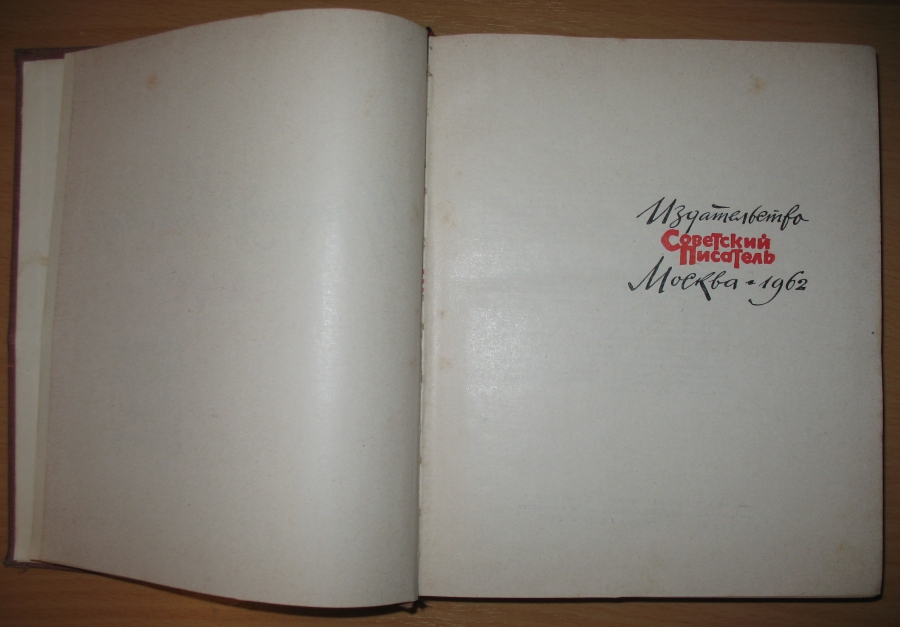 Издательство
Советский
Писатель
Москва • 1962